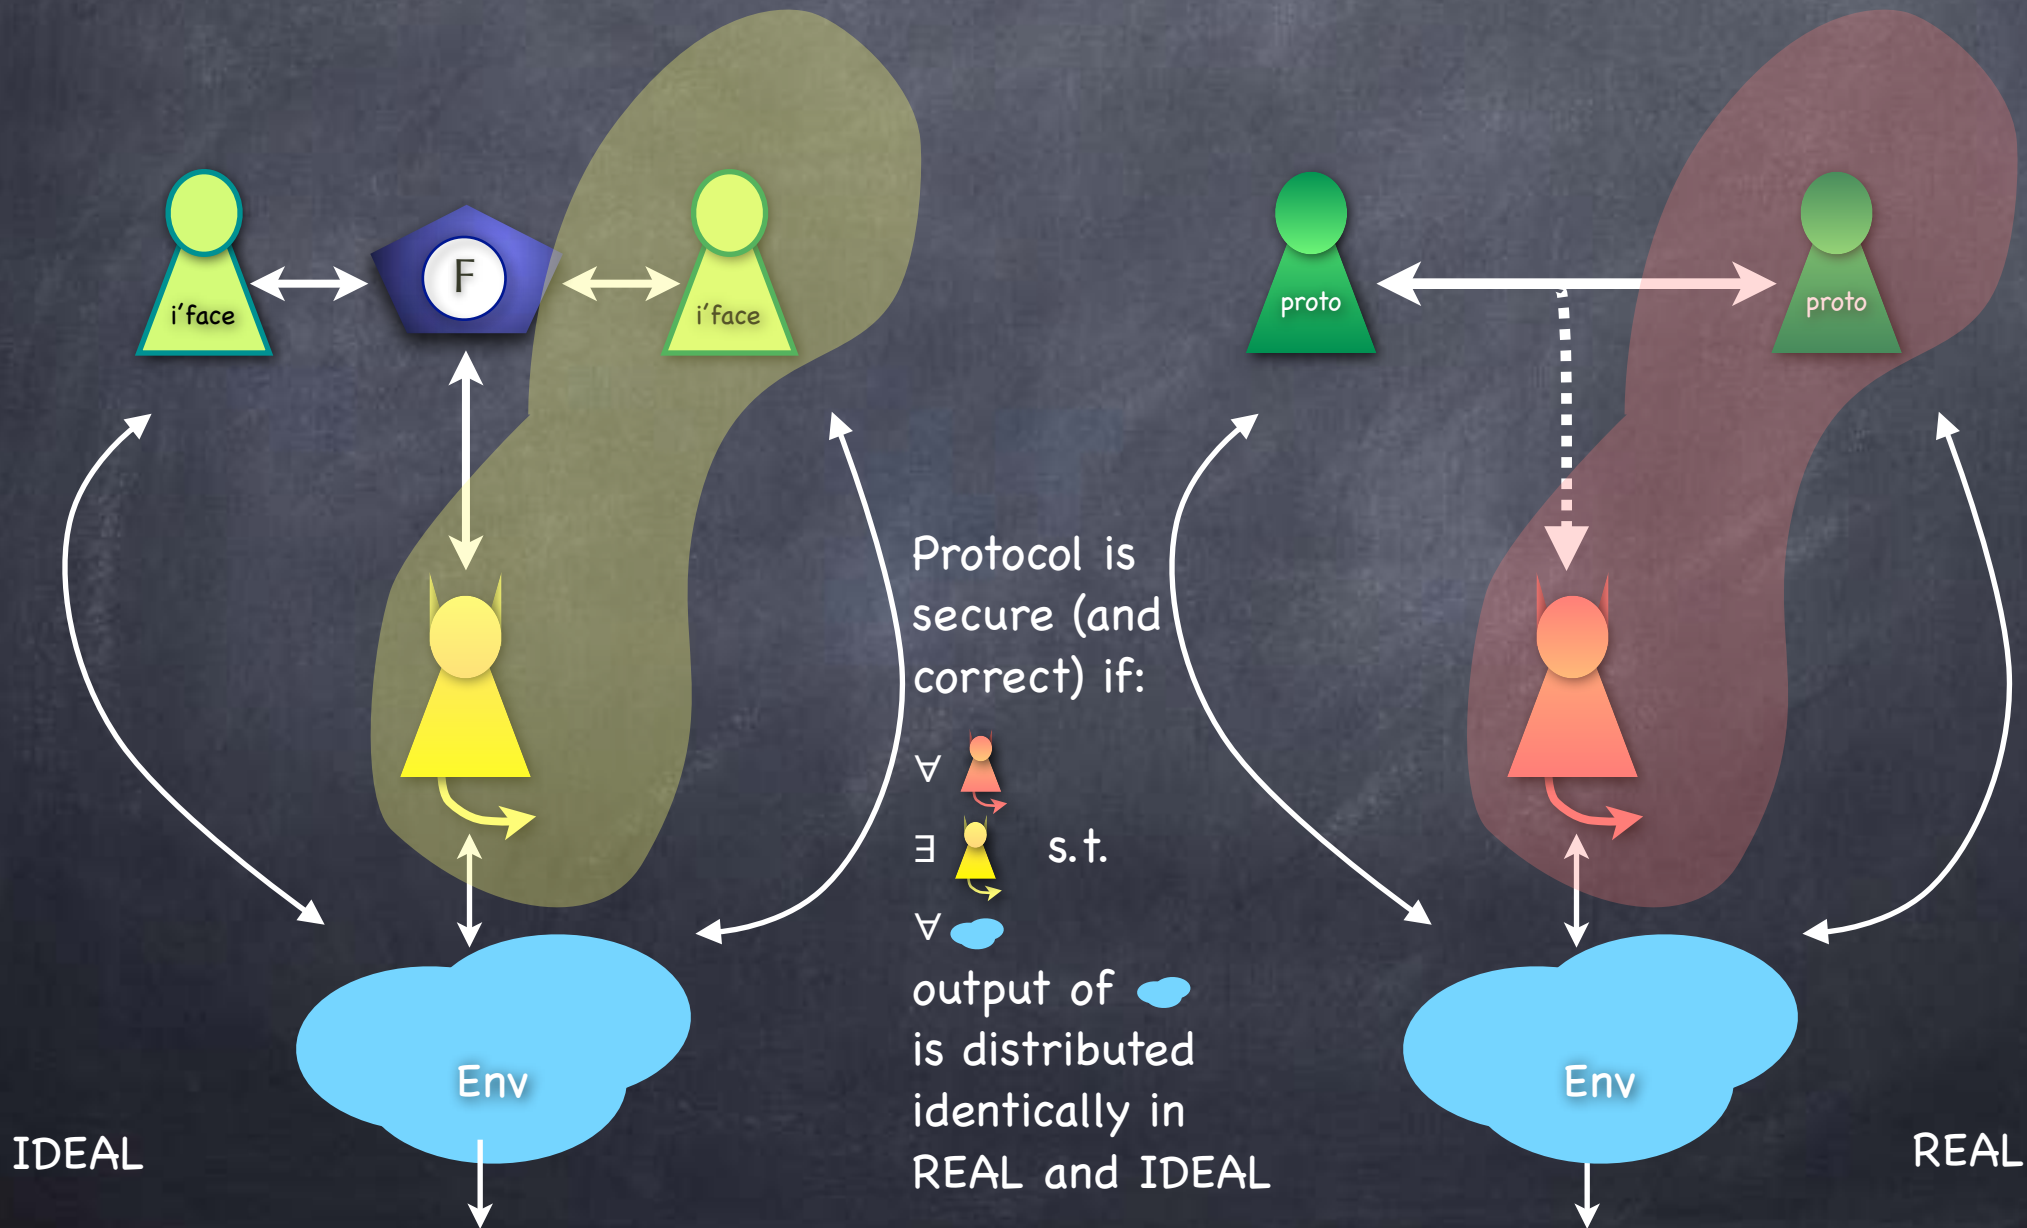 i'face
F
i'face
proto
proto
Protocol is
secure (and
correct) if:
∀
∃ s.t.
∀
output of
is distributed
identically in
REAL and IDEAL
Env
Env
IDEAL
REAL